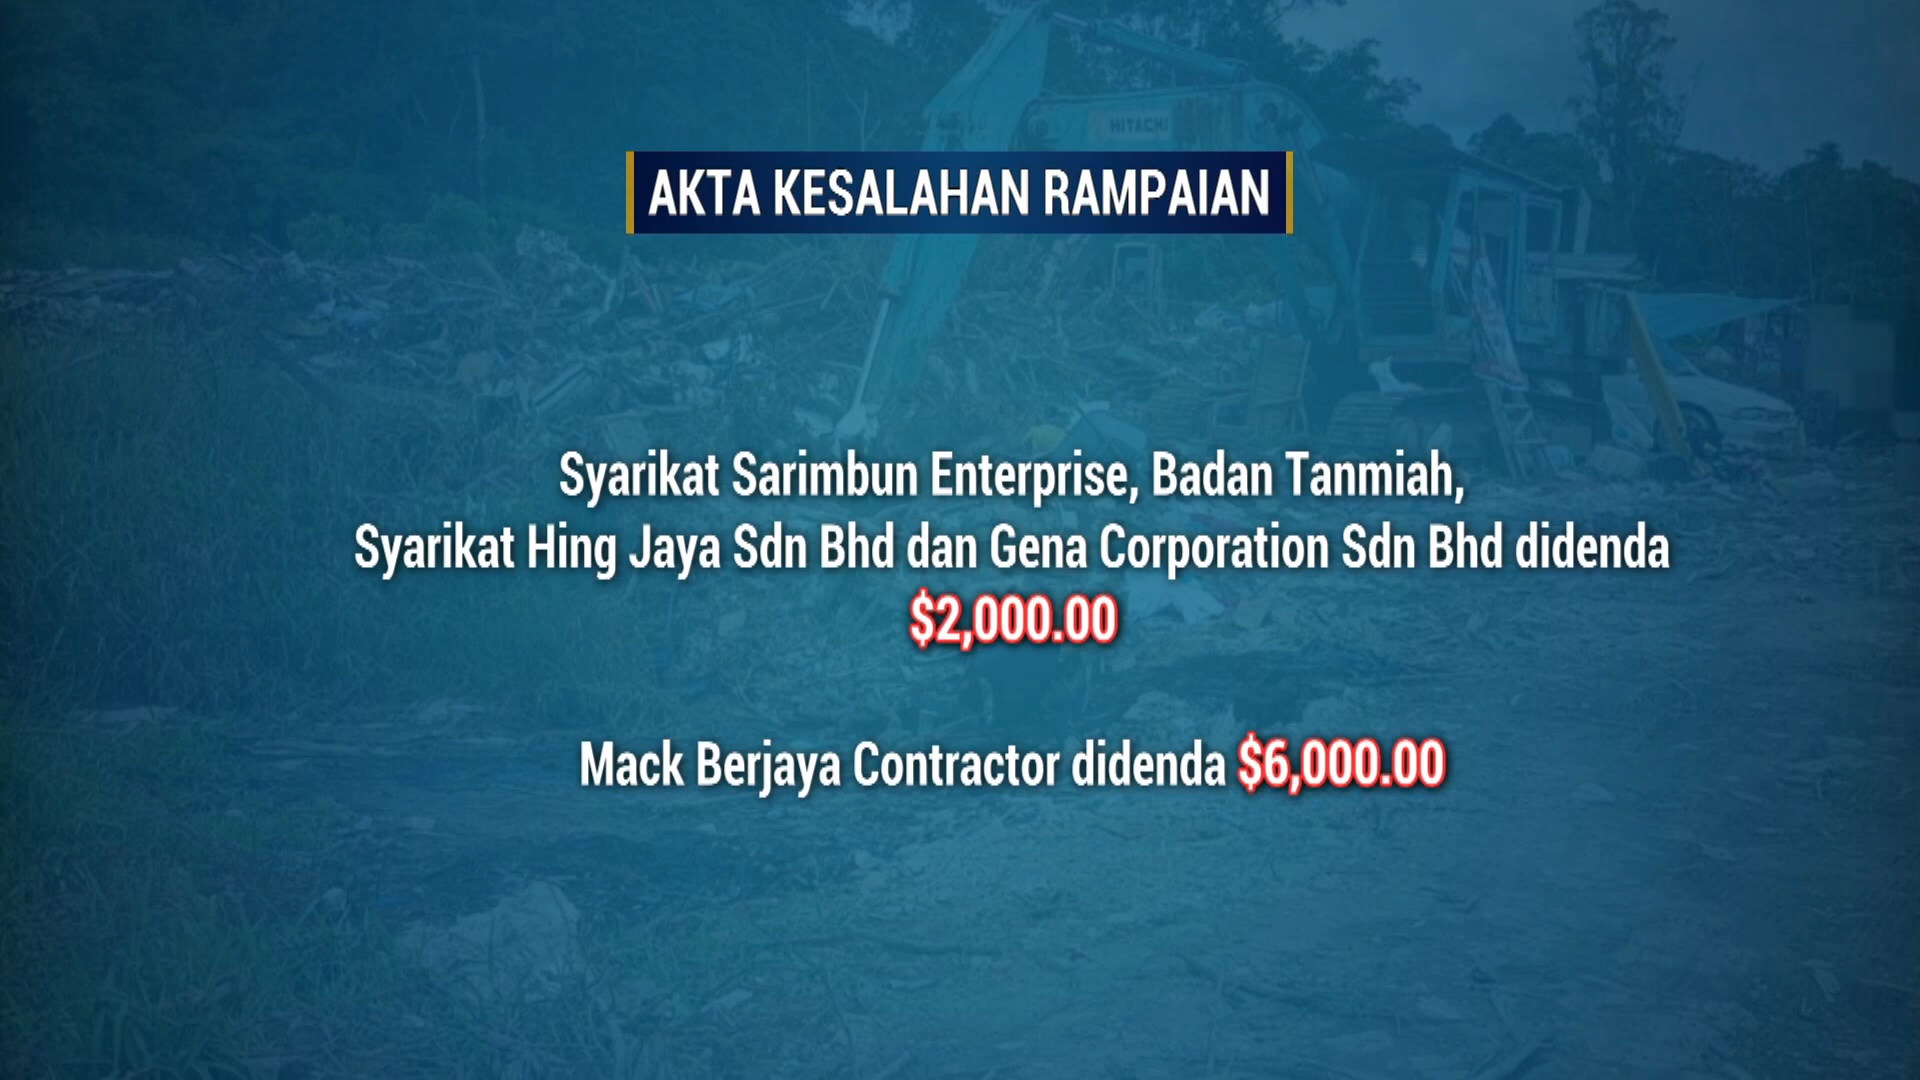 HITACHI
AKTA KESALAHAN RAMPAIAN
Syarikat Sarimbun Enterprise, Badan Tanmiah,
Syarikat Hing Jaya Sdn Bhd dan Gena Corporation Sdn Bhd didenda
$2,000.00
Mack Berjaya Contractor didenda $6,000.00